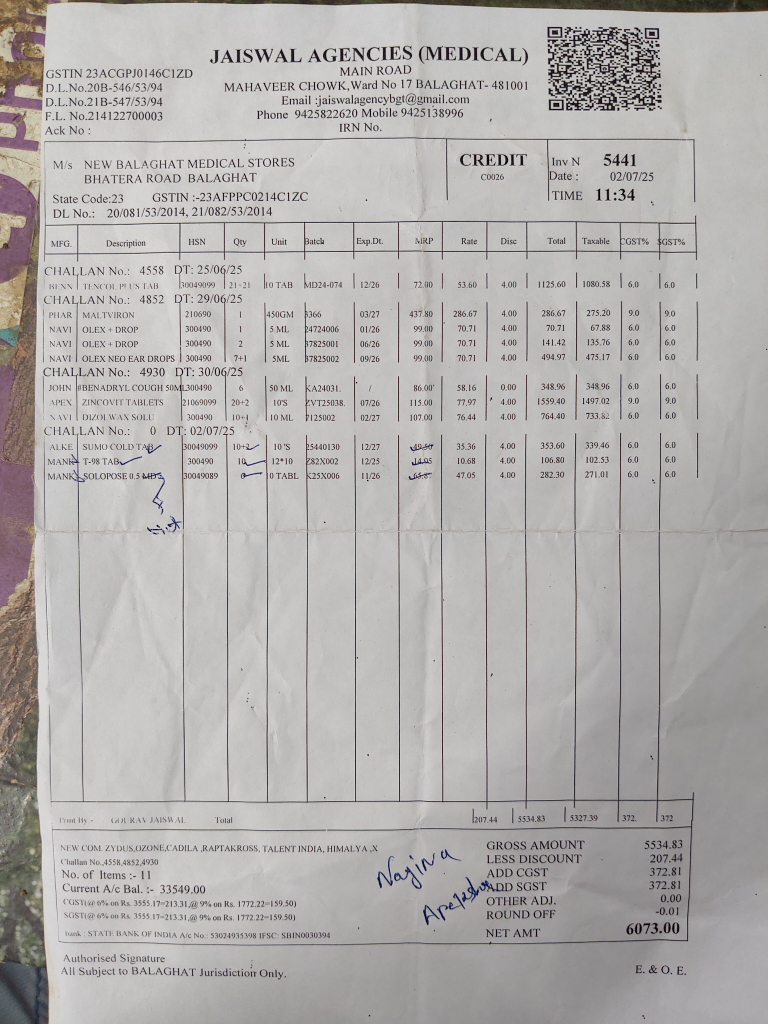 JAISWAL AGENCIES (MEDICAL)
MAIN ROAD
MAHAVEER CHOWK,Ward No 17 BALAGHAT- 481001
Email :jaiswalagencybgt@gmail.com
Phone 9425822620 Mobile 9425138996
IRN No.
GSTIN 23ACGPJ0146C1ZD
D.L.No.20B-546/53/94
D.L.No.21B-547/53/94
F.L. No.214122700003
Ack No :
M/s NEW BALAGHAT MEDICAL STORES
BHATERA ROAD BALAGHAT
State Code:23 GSTIN :-23AFPPC0214C1ZC
DL No.: 20/081/53/2014, 21/082/53/2014
CREDIT
C0026
Inv N 5441
Date : 02/07/25
TIME 11:34
MFG. Description HSN Qty Unit Batch Exp.Dt. MRP Rate Disc Total Taxable CGST% SGST%
CHALLAN No.: 4558 DT: 25/06/25
BENN TENCOL PLUS TAB 30049099 21+21 10 TAB MD24-074 12/26 72.00 53.60 4.00 1125.60 1080.58 6.0 6.0
CHALLAN No.: 4852 DT: 29/06/25
PHAR MALTVIRON 210690 1 450GM 3366 03/27 437.80 286.67 4.00 286.67 275.20 9.0 9.0
NAVI OLEX + DROP 300490 1 5 ML 24724006 01/26 99.00 70.71 4.00 70.71 67.88 6.0 6.0
NAVI OLEX + DROP 300490 2 5 ML 37825001 06/26 99.00 70.71 4.00 141.42 135.76 6.0 6.0
NAVI OLEX NEO EAR DROPS 300490 7+1 5ML 37825002 09/26 99.00 70.71 4.00 494.97 475.17 6.0 6.0
CHALLAN No.: 4930 DT: 30/06/25
JOHN #BENADRYL COUGH 50ML 300490 6 50 ML KA24031. / 86.00 58.16 0.00 348.96 348.96 6.0 6.0
APEX ZINCOVIT TABLETS 21069099 20+2 10'S ZVT25038. 07/26 115.00 77.97 4.00 1559.40 1497.02 9.0 9.0
NAVI DIZOLWAX SOLU 300490 10+1 10 ML 7125002 02/27 107.00 76.44 4.00 764.40 733.82 6.0 6.0
CHALLAN No.: 0 DT: 02/07/25
ALKE SUMO COLD TAB 30049099 10+2 10 'S 25440130 12/27 49.50 35.36 4.00 353.60 339.46 6.0 6.0
MANK T-98 TAB 300490 10 12*10 Z82X002 12/25 14.95 10.68 4.00 106.80 102.53 6.0 6.0
MANK SOLOPOSE 0.5 MD 30049089 0 TABL K25X006 11/26 47.05 4.00 282.30 271.01 6.0 6.0
Print By - GOURAV JAISWAL Total 207.44 5534.83 5327.39 372. 372
NEW COM. ZYDUS,OZONE,CADILA ,RAPTAKROSS, TALENT INDIA, HIMALYA ,X
Challan No.,4558,4852,4930
No. of Items :- 11
Current A/c Bal. :- 33549.00
CGST(@ 6% on Rs. 3555.17=213.31,@ 9% on Rs. 1772.22=159.50)
SGST(@ 6% on Rs. 3555.17=213.31,@ 9% on Rs. 1772.22=159.50)
bank : STATE BANK OF INDIA A/c No.: 53024935398 IFSC: SBIN0030394
Najina
Apeksha
GROSS AMOUNT 5534.83
LESS DISCOUNT 207.44
ADD CGST 372.81
ADD SGST 372.81
OTHER ADJ. 0.00
ROUND OFF -0.01
NET AMT 6073.00
Authorised Signature
All Subject to BALAGHAT Jurisdiction Only.
E. & O. E.